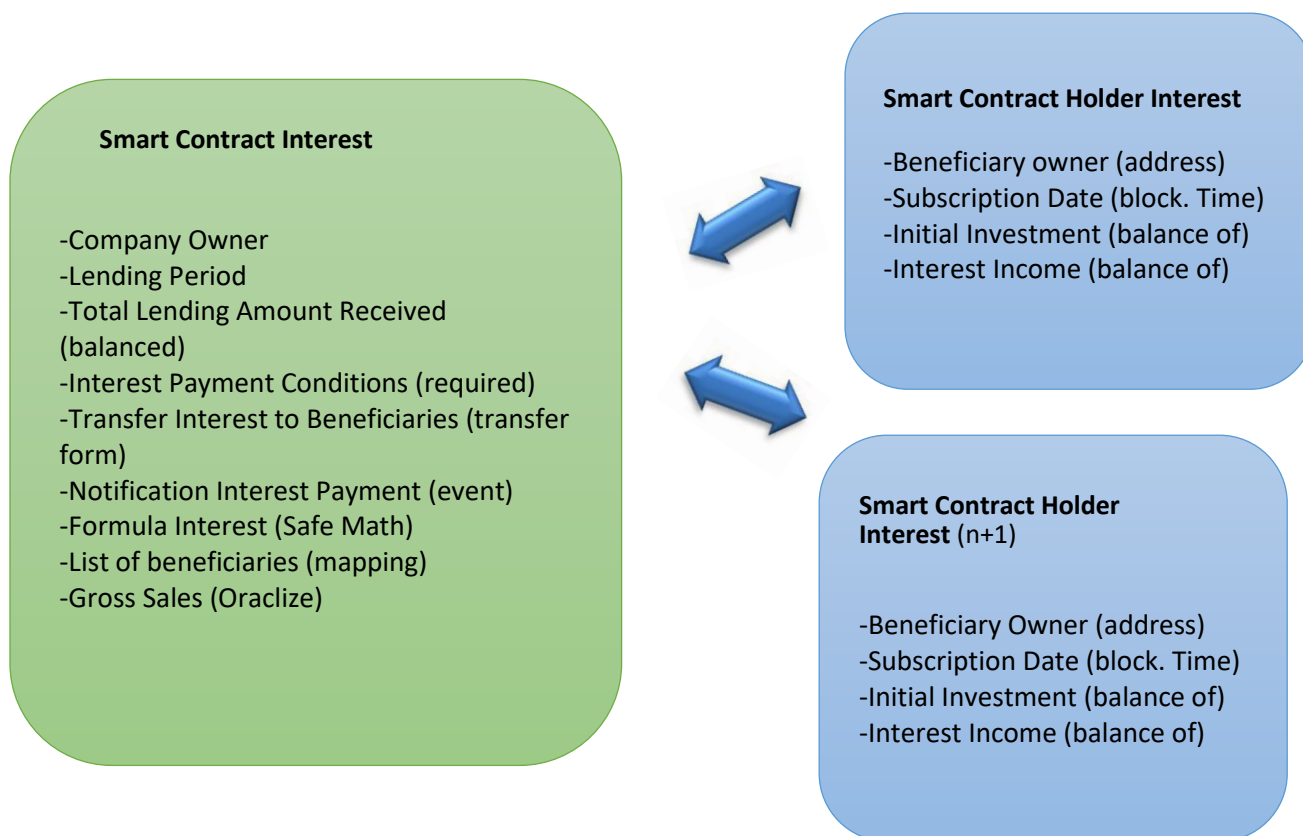 Smart Contract Interest
-Company Owner
-Lending Period
-Total Lending Amount Received
(balanced)
-Interest Payment Conditions (required)
-Transfer Interest to Beneficiaries (transfer
form)
-Notification Interest Payment (event)
-Formula Interest (Safe Math)
-List of beneficiaries (mapping)
-Gross Sales (Oraclize)
Smart Contract Holder Interest
-Beneficiary owner (address)
-Subscription Date (block. Time)
-Initial Investment (balance of)
-Interest Income (balance of)
Smart Contract Holder
Interest (n+1)
-Beneficiary Owner (address)
-Subscription Date (block. Time)
-Initial Investment (balance of)
-Interest Income (balance of)